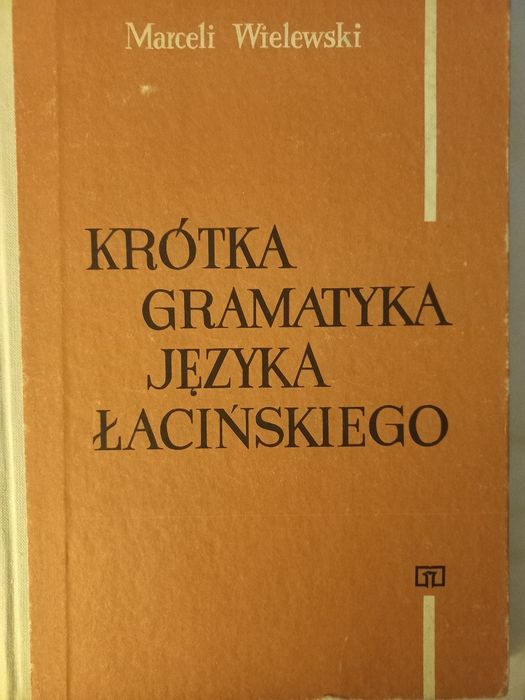 Marceli Wielewski
KRÓTKA
GRAMATYKA
JĘZYKA
ŁACIŃSKIEGO